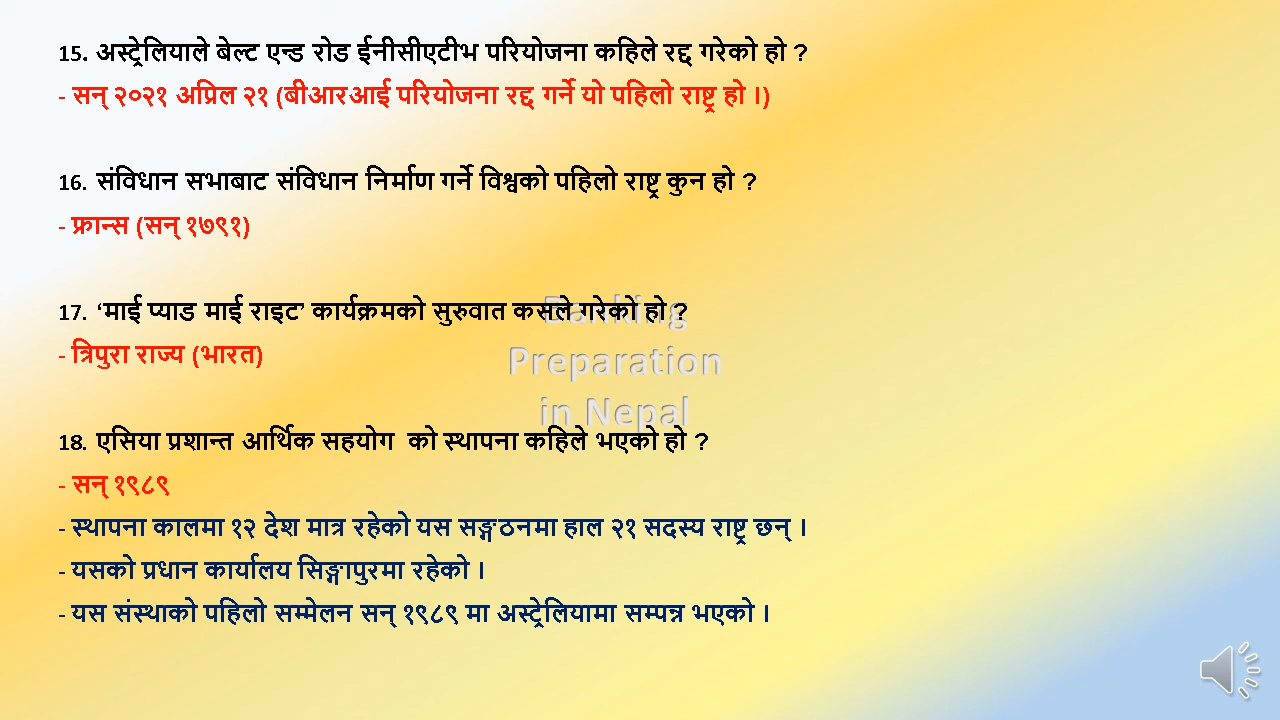 15. अस्ट्रेलियाले बेल्ट एन्ड रोड ईनीसीएटीभ परियोजना कहिले रद्द गरेको हो ?
- सन् २०२१ अप्रिल २१ (बीआरआई परियोजना रद्द गर्ने यो पहिलो राष्ट्र हो ।)
16. संविधान सभाबाट संविधान निर्माण गर्ने विश्वको पहिलो राष्ट्र कुन हो ?
- फ्रान्स (सन् १७९१)
17. ‘माई प्याड माई राइट’ कार्यक्रमको सुरुवात कसले गरेको हो ?
- त्रिपुरा राज्य (भारत)
Banking
Preparation
in Nepal
18. एसिया प्रशान्त आर्थिक सहयोग को स्थापना कहिले भएको हो ?
- सन् १९८९
- स्थापना कालमा १२ देश मात्र रहेको यस सङ्गठनमा हाल २१ सदस्य राष्ट्र छन् ।
- यसको प्रधान कार्यालय सिङ्गापुरमा रहेको ।
- यस संस्थाको पहिलो सम्मेलन सन् १९८९ मा अस्ट्रेलियामा सम्पन्न भएको ।